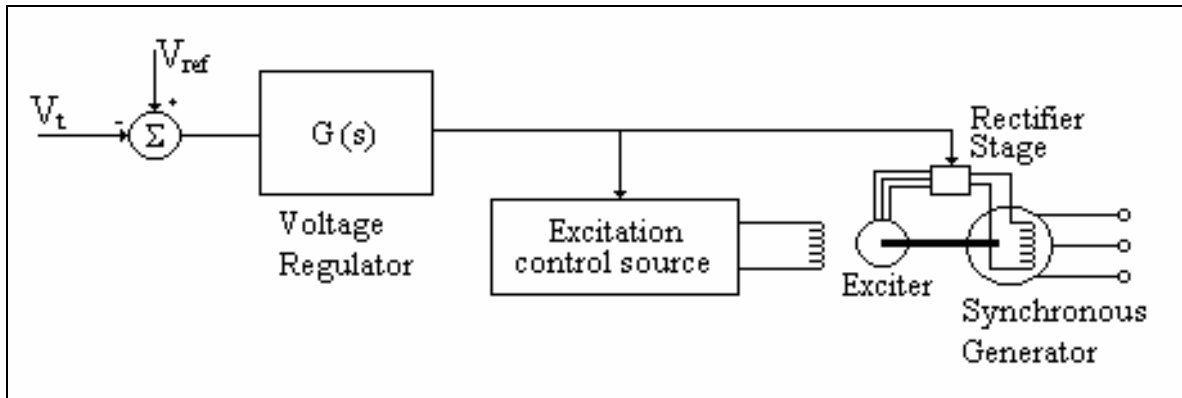 V_ref
+
V_t
-
Σ
G(s)
Voltage
Regulator
Excitation
control source
Rectifier
Stage
Exciter
Synchronous
Generator